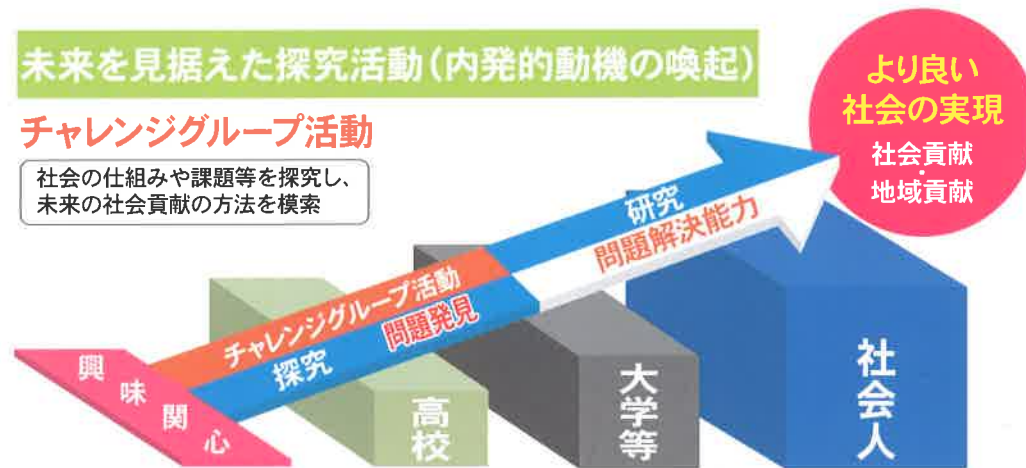 未来を見据えた探究活動(内発的動機の喚起)
チャレンジグループ活動
社会の仕組みや課題等を探究し、
未来の社会貢献の方法を模索
より良い
社会の実現
社会貢献
・
地域貢献
研究
問題解決能力
チャレンジグループ活動
探究 問題発見
興味関心
高校
大学等
社会人